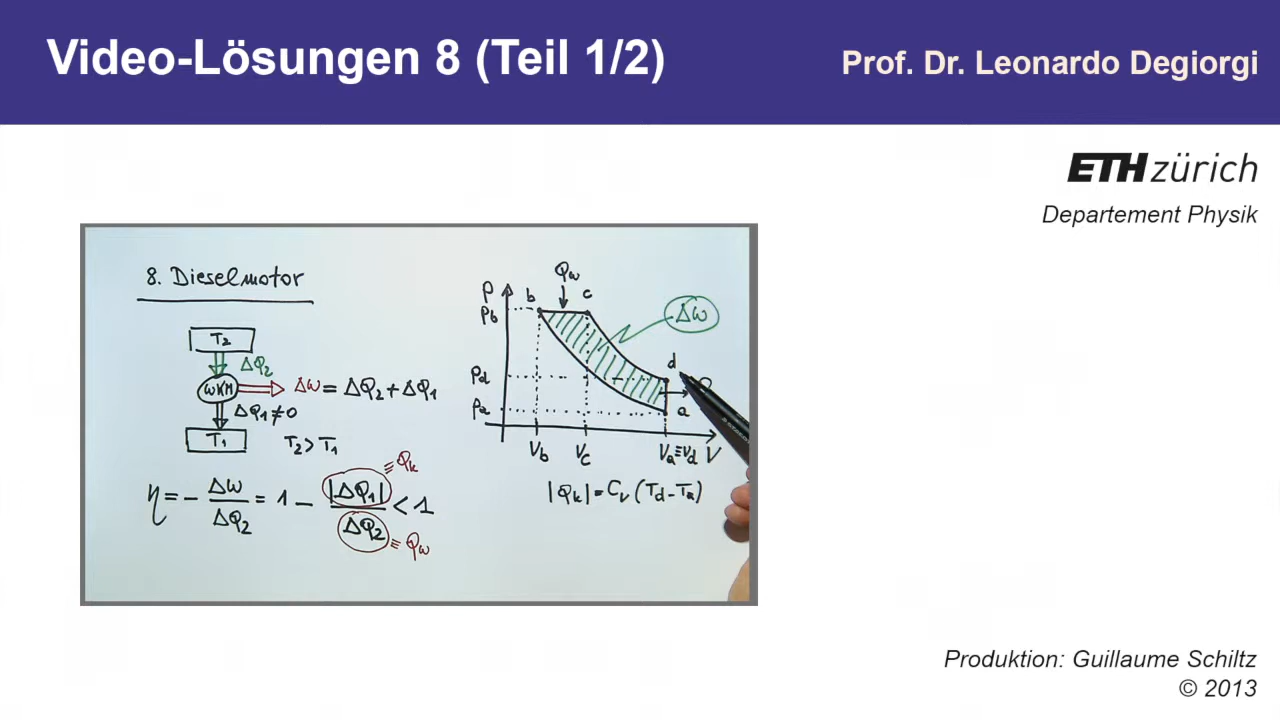 Video-Lösungen 8 (Teil 1/2)
Prof. Dr. Leonardo Degiorgi
ETH zürich
Departement Physik
8. Dieselmotor
T2
ΔQ2
WKM
ΔW = ΔQ2 + ΔQ1
ΔQ1 ≠ 0
T1
T2 > T1
η = - ΔW/ΔQ2 = 1 - |ΔQ1|/ΔQ2 < 1
≡ Qk
≡ Qw
Qw
P
b
c
Pb
ΔW
d
Pd
Pa
a
Vb
Vc
Va≡Vd
V
|Qk| = Cv (Td - Ta)
Produktion: Guillaume Schiltz
© 2013